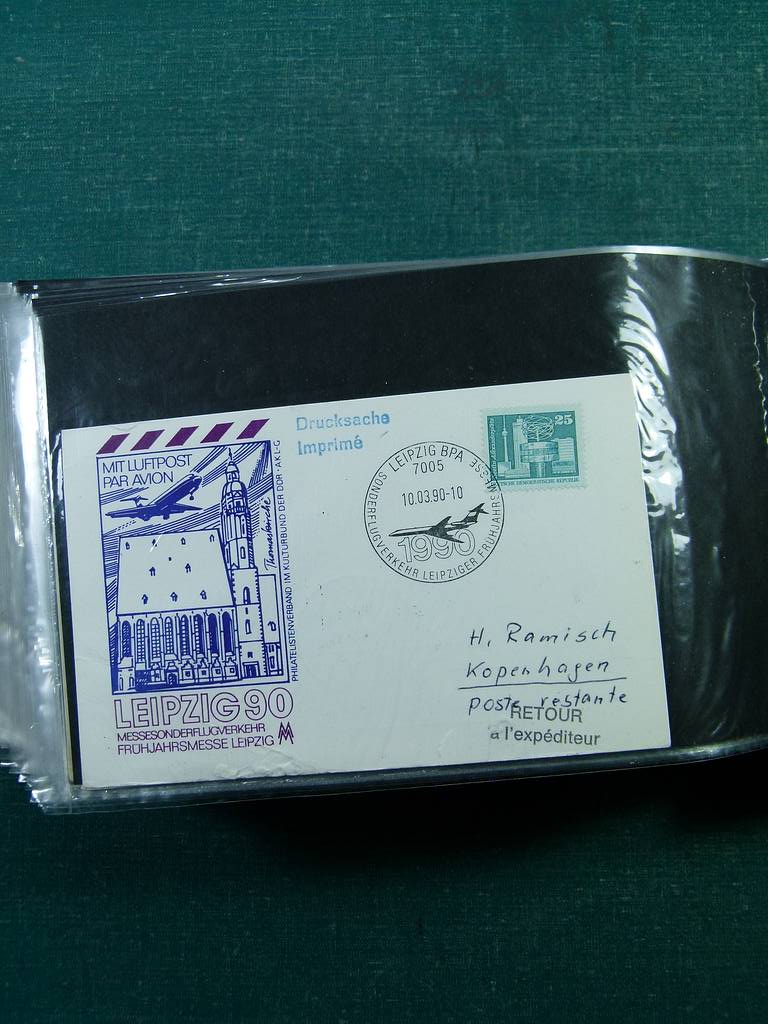 Drucksache
Imprimé
MIT LUFTPOST
PAR AVION
Thomaskirche
PHILATELISTENVERBAND IM KULTURBUND DER DDR · AKL-G
LEIPZIG 90
MESSESONDERFLUGVERKEHR
FRÜHJAHRSMESSE LEIPZIG
LEIPZIG BPA
7005
10.03.90-10
1990
SONDERFLUGVERKEHR LEIPZIGER FRÜHJAHRSMESSE
25
DEUTSCHE DEMOKRATISCHE REPUBLIK
H. Ramisch
Kopenhagen
poste restante
RETOUR
a l'expéditeur